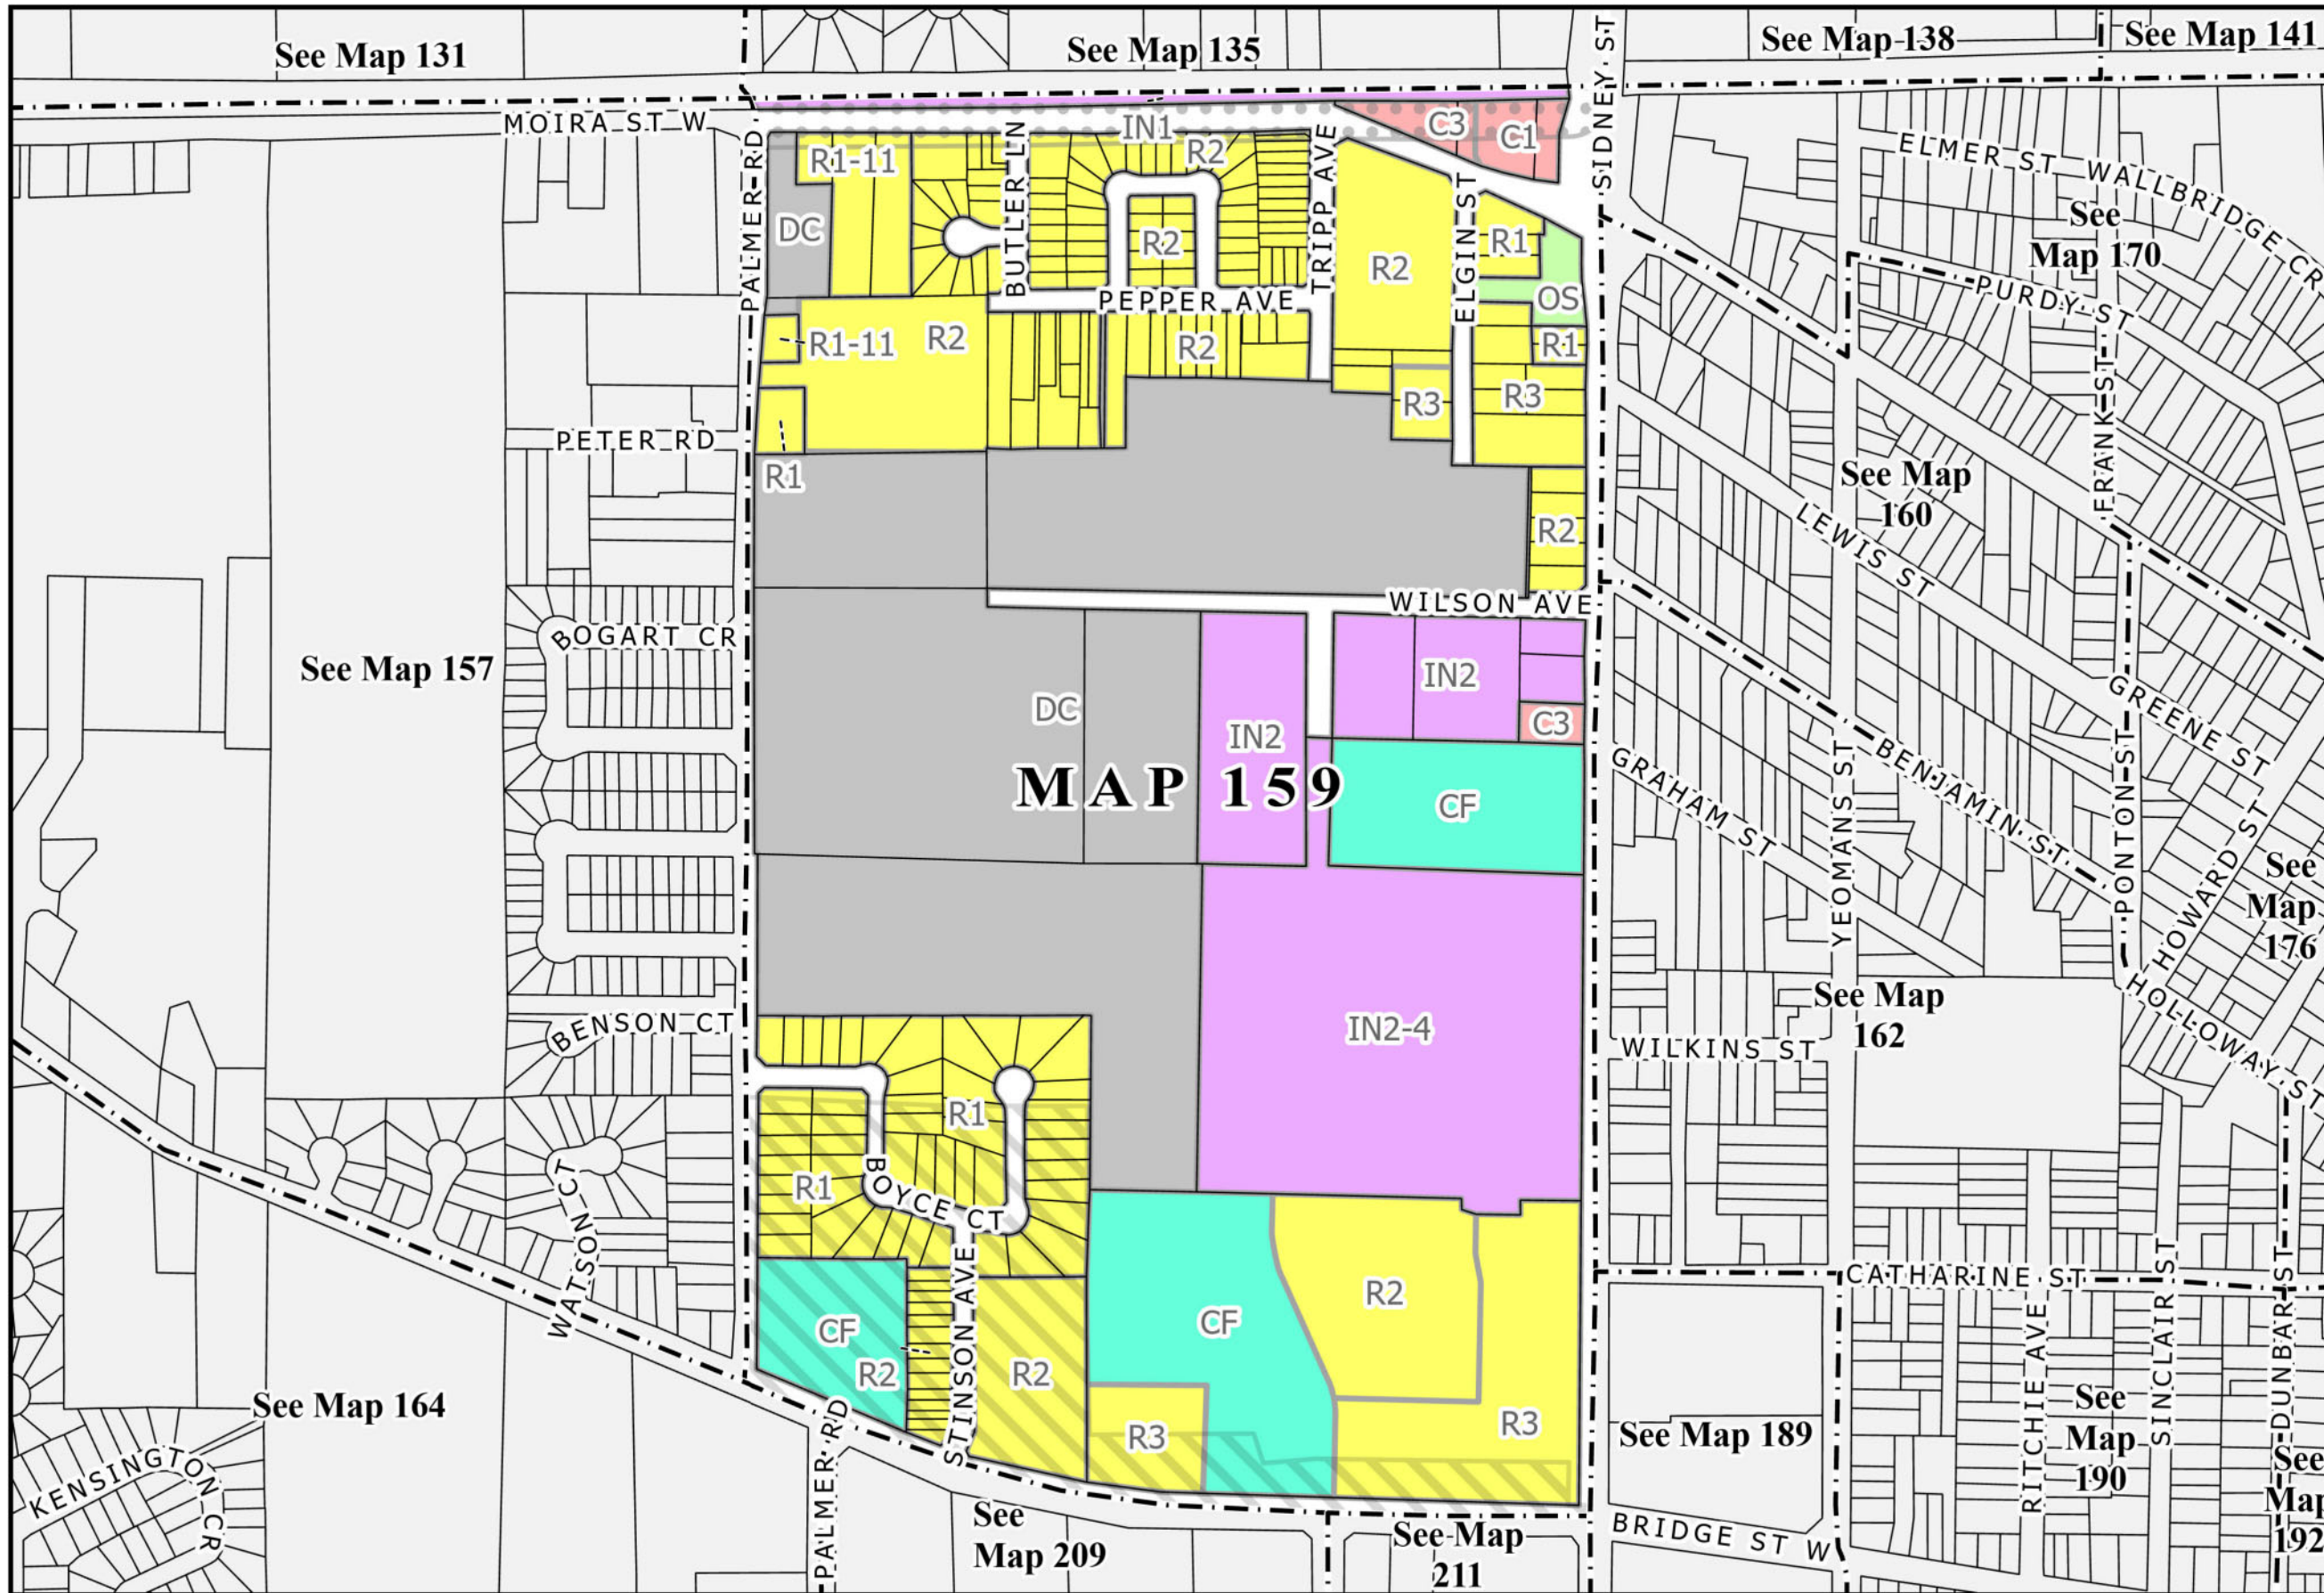 See Map 131
See Map 135
See Map 138
See Map 141
SIDNEY ST
MOIRA ST W
IN1
C3
C1
PALMER RD
R1-11
BUTLER LN
R2
TRIPP AVE
ELMER ST
WALLBRIDGE CR
See
Map 170
DC
R2
R2
ELGIN ST
R1
OS
PURDY ST
PEPPER AVE
R1-11
R2
R2
R1
FRANK ST
R3
R3
PETER RD
R1
See Map
160
R2
LEWIS ST
WILSON AVE
BOGART CR
See Map 157
DC
IN2
IN2
C3
GREENE ST
MAP 159
CF
GRAHAM ST
BENJAMIN ST
YEOMANS ST
PONTON ST
HOWARD ST
See
Map
176
See Map
162
HOLLOWAY ST
BENSON CT
IN2-4
WILKINS ST
R1
R1
BOYCE CT
WATSON CT
CATHARINE ST
CF
R2
STINSON AVE
R2
CF
R2
R3
R3
See Map 164
KENSINGTON CR
PALMER RD
See Map 189
RITCHIE AVE
See
Map
190
SINCLAIR ST
DUNBAR ST
See
Map
192
See
Map 209
See Map
211
BRIDGE ST W